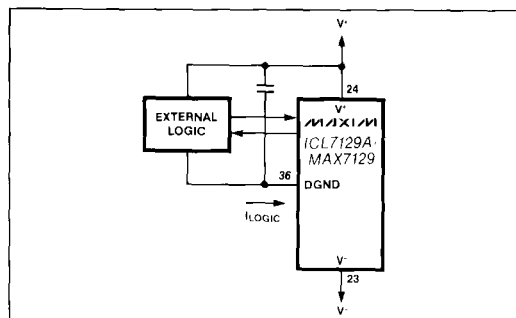 V+
24
V+
EXTERNAL
LOGIC
MAXIM
ICL7129A/
MAX7129
36
DGND
ILOGIC
V-
23
V-